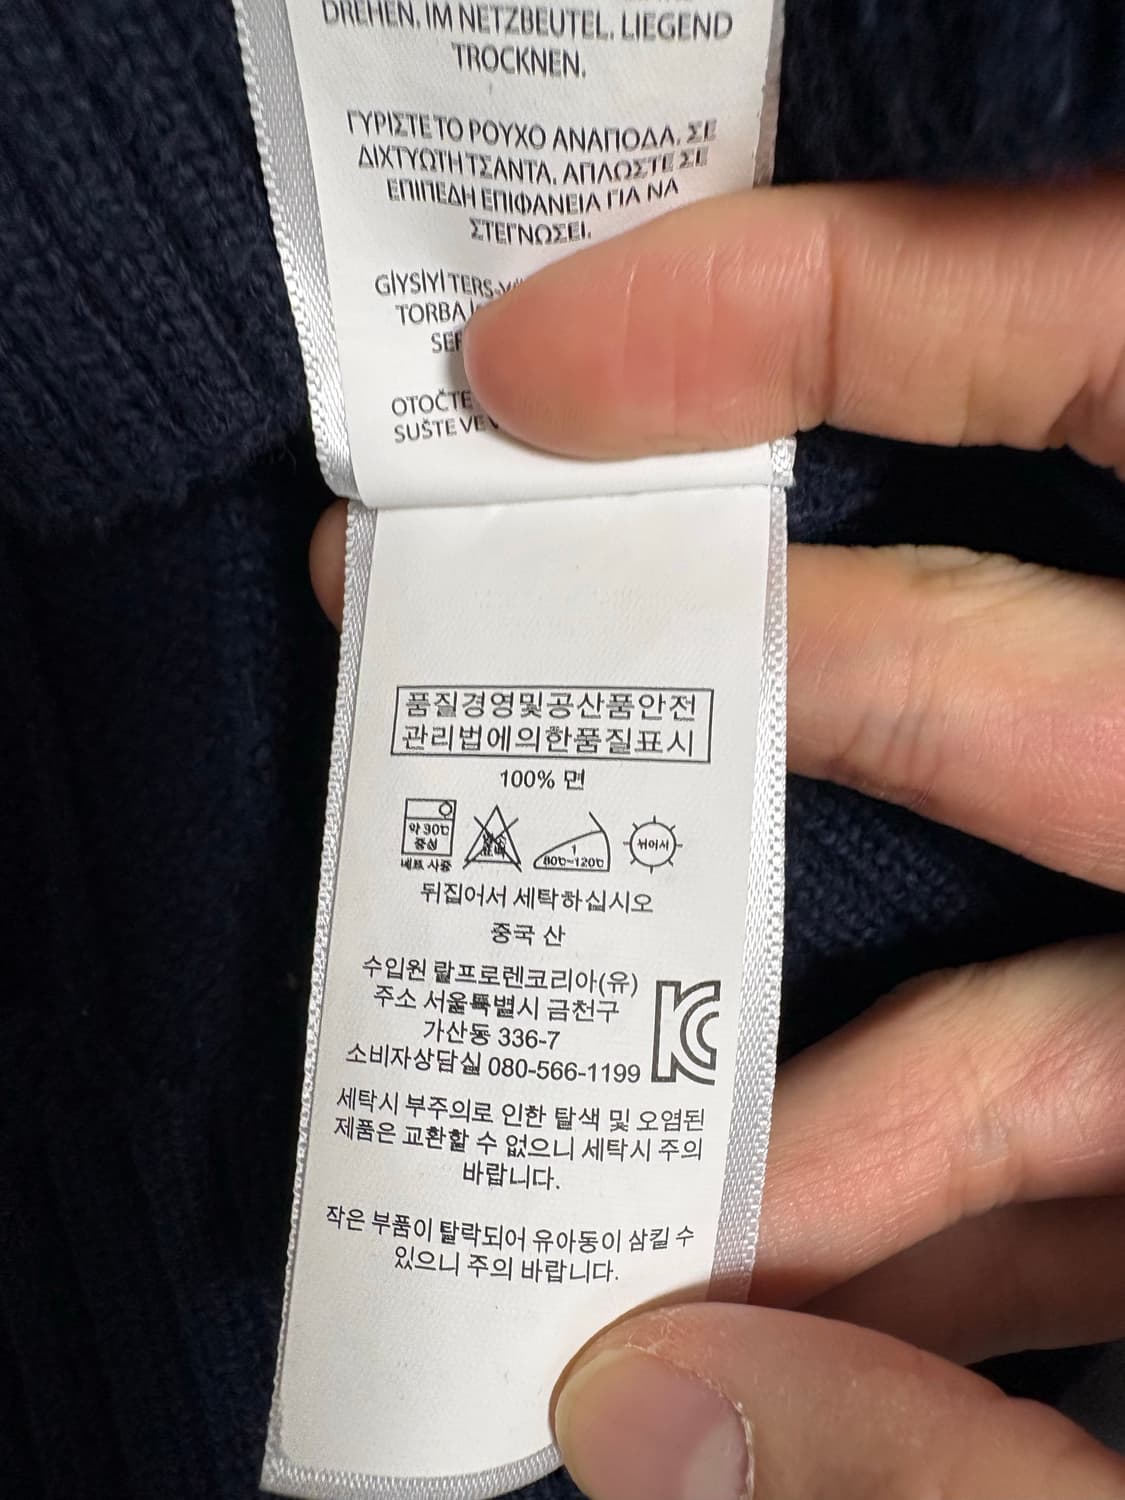 DREHEN. IM NETZBEUTEL. LIEGEND
TROCKNEN.
ΓΥΡΙΣΤΕ ΤΟ ΡΟΥΧΟ ΑΝΑΠΟΔΑ. ΣΕ
ΔΙΧΤΥΩΤΗ ΤΣΑΝΤΑ. ΑΠΛΩΣΤΕ ΣΕ
ΕΠΙΠΕΔΗ ΕΠΙΦΑΝΕΙΑ ΓΙΑ ΝΑ
ΣΤΕΓΝΩΣΕΙ.
GİYSİYİ TERS
TORBA
OTOČTE
SUŠTE VE
품질경영및공산품안전
관리법에의한품질표시
100% 면
약 30℃
중성
네트 사용
1
80℃~120℃
뉘어서
뒤집어서 세탁하십시오
중국 산
수입원 랄프로렌코리아(유)
주소 서울특별시 금천구
가산동 336-7
소비자상담실 080-566-1199
KC
세탁시 부주의로 인한 탈색 및 오염된
제품은 교환할 수 없으니 세탁시 주의
바랍니다.
작은 부품이 탈락되어 유아동이 삼킬 수
있으니 주의 바랍니다.